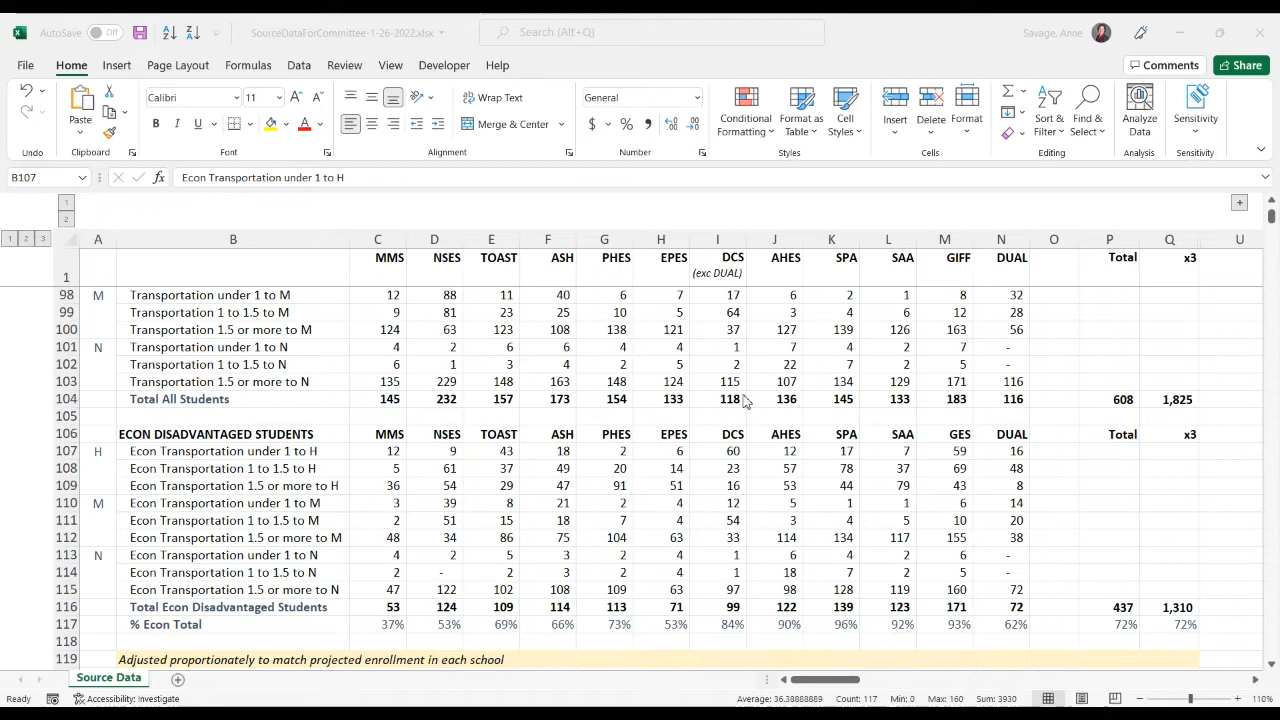 AutoSave Off SourceDataForCommittee-1-26-2022.xlsx Search (Alt+Q) Savage, Anne
File Home Insert Page Layout Formulas Data Review View Developer Help Comments Share
Calibri 11 Wrap Text General
Paste Merge & Center Conditional Formatting Format as Table Cell Styles Insert Delete Format Sort & Filter Find & Select Analyze Data Sensitivity
Undo Clipboard Font Alignment Number Styles Cells Editing Analysis Sensitivity
B107 fx Econ Transportation under 1 to H
1
2
1 2 3 A B C D E F G H I J K L M N O P Q U
1 MMS NSES TOAST ASH PHES EPES DCS AHES SPA SAA GIFF DUAL Total x3
(exc DUAL)
98 M Transportation under 1 to M 12 88 11 40 6 7 17 6 2 1 8 32
99 Transportation 1 to 1.5 to M 9 81 23 25 10 5 64 3 4 6 12 28
100 Transportation 1.5 or more to M 124 63 123 108 138 121 37 127 139 126 163 56
101 N Transportation under 1 to N 4 2 6 6 4 4 1 7 4 2 7 -
102 Transportation 1 to 1.5 to N 6 1 3 4 2 5 2 22 7 2 5 -
103 Transportation 1.5 or more to N 135 229 148 163 148 124 115 107 134 129 171 116
104 Total All Students 145 232 157 173 154 133 118 136 145 133 183 116 608 1,825
105
106 ECON DISADVANTAGED STUDENTS MMS NSES TOAST ASH PHES EPES DCS AHES SPA SAA GES DUAL Total x3
107 H Econ Transportation under 1 to H 12 9 43 18 2 6 60 12 17 7 59 16
108 Econ Transportation 1 to 1.5 to H 5 61 37 49 20 14 23 57 78 37 69 48
109 Econ Transportation 1.5 or more to H 36 54 29 47 91 51 16 53 44 79 43 8
110 M Econ Transportation under 1 to M 3 39 8 21 2 4 12 5 1 1 6 14
111 Econ Transportation 1 to 1.5 to M 2 51 15 18 7 4 54 3 4 5 10 20
112 Econ Transportation 1.5 or more to M 48 34 86 75 104 63 33 114 134 117 155 38
113 N Econ Transportation under 1 to N 4 2 5 3 2 4 1 6 4 2 6 -
114 Econ Transportation 1 to 1.5 to N 2 - 2 3 2 4 1 18 7 2 5 -
115 Econ Transportation 1.5 or more to N 47 122 102 108 109 63 97 98 128 119 160 72
116 Total Econ Disadvantaged Students 53 124 109 114 113 71 99 122 139 123 171 72 437 1,310
117 % Econ Total 37% 53% 69% 66% 73% 53% 84% 90% 96% 92% 93% 62% 72% 72%
118
119 Adjusted proportionately to match projected enrollment in each school
Source Data
Ready Accessibility: Investigate Average: 36.38888889 Count: 117 Min: 0 Max: 160 Sum: 3930 110%